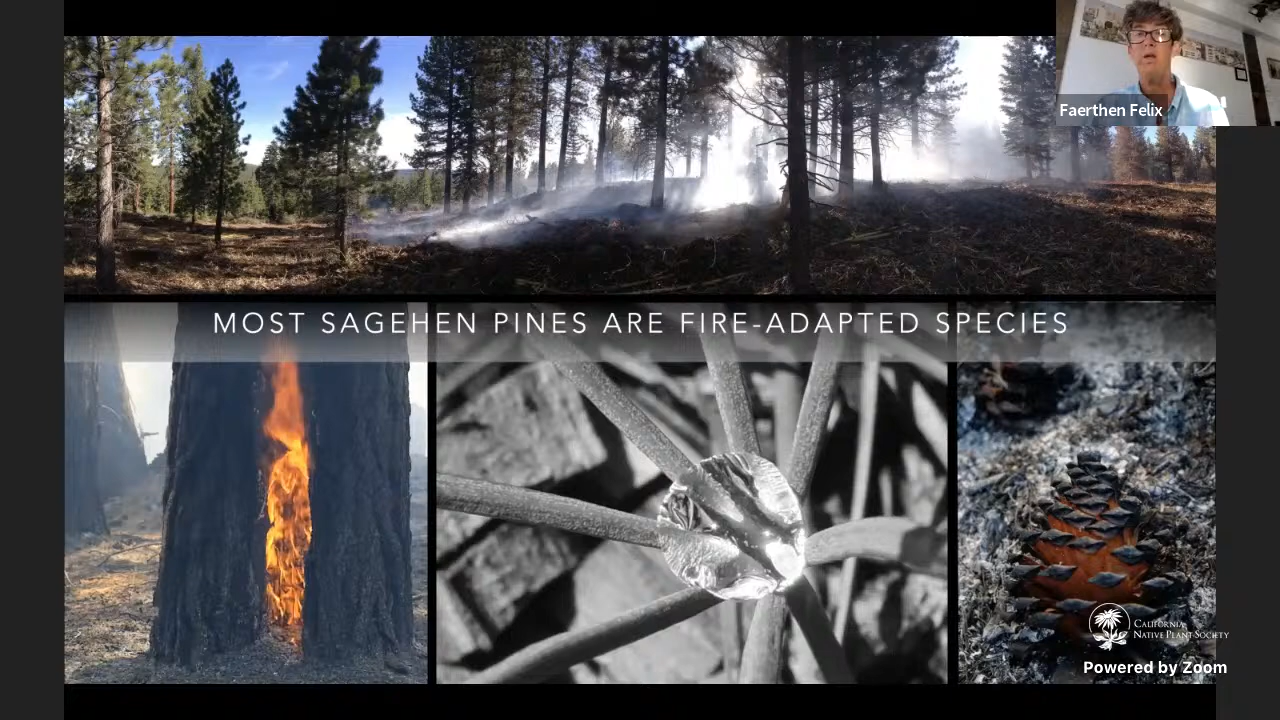 Faerthen Felix
MOST SAGEHEN PINES ARE FIRE-ADAPTED SPECIES
CALIFORNIA
NATIVE PLANT SOCIETY
Powered by Zoom